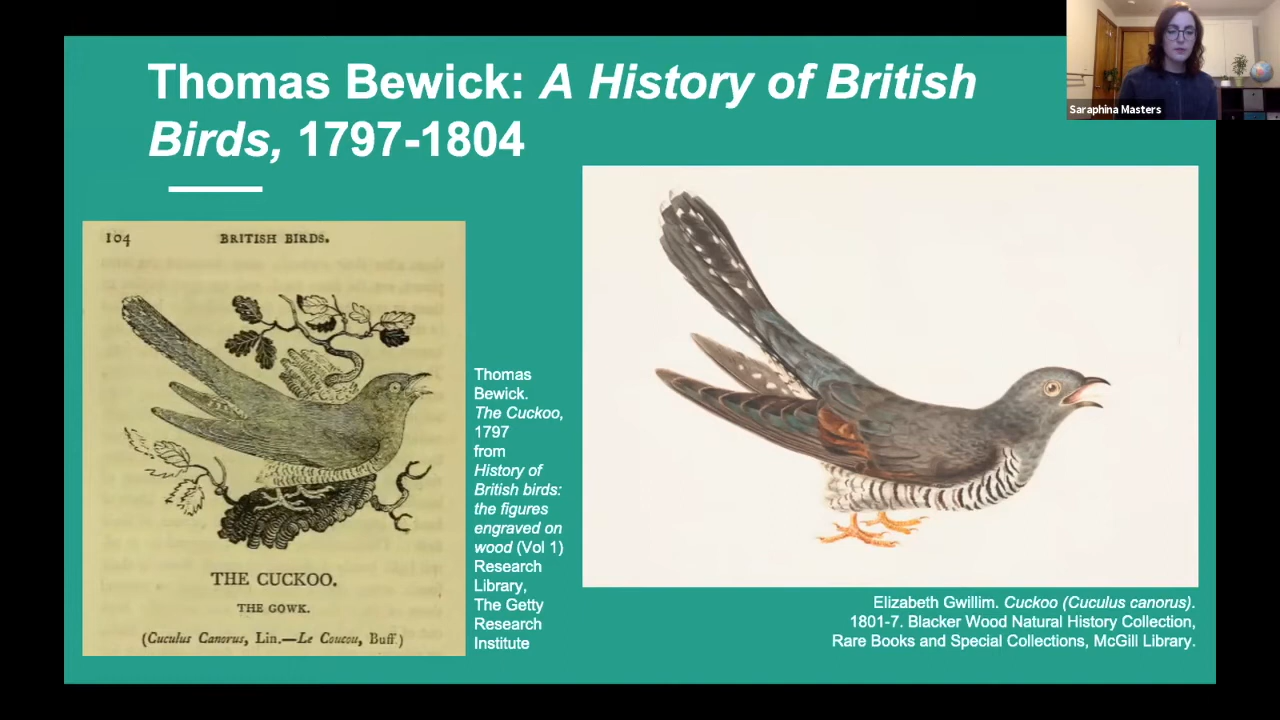 Thomas Bewick: A History of British
Birds, 1797-1804
Saraphina Masters
104
BRITISH BIRDS.
THE CUCKOO.
THE GOWK.
(Cuculus Canorus, Lin.—Le Coucou, Buff.)
Thomas
Bewick.
The Cuckoo,
1797
from
History of
British birds:
the figures
engraved on
wood (Vol 1)
Research
Library,
The Getty
Research
Institute
Elizabeth Gwillim. Cuckoo (Cuculus canorus).
1801-7. Blacker Wood Natural History Collection,
Rare Books and Special Collections, McGill Library.